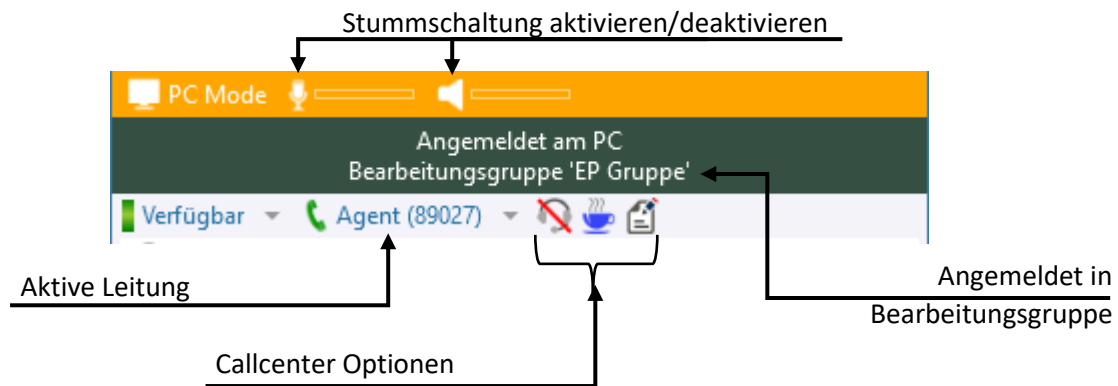 Stummschaltung aktivieren/deaktivieren
PC Mode
Angemeldet am PC
Bearbeitungsgruppe 'EP Gruppe'
Verfügbar Agent (89027)
Aktive Leitung
Angemeldet in
Bearbeitungsgruppe
Callcenter Optionen